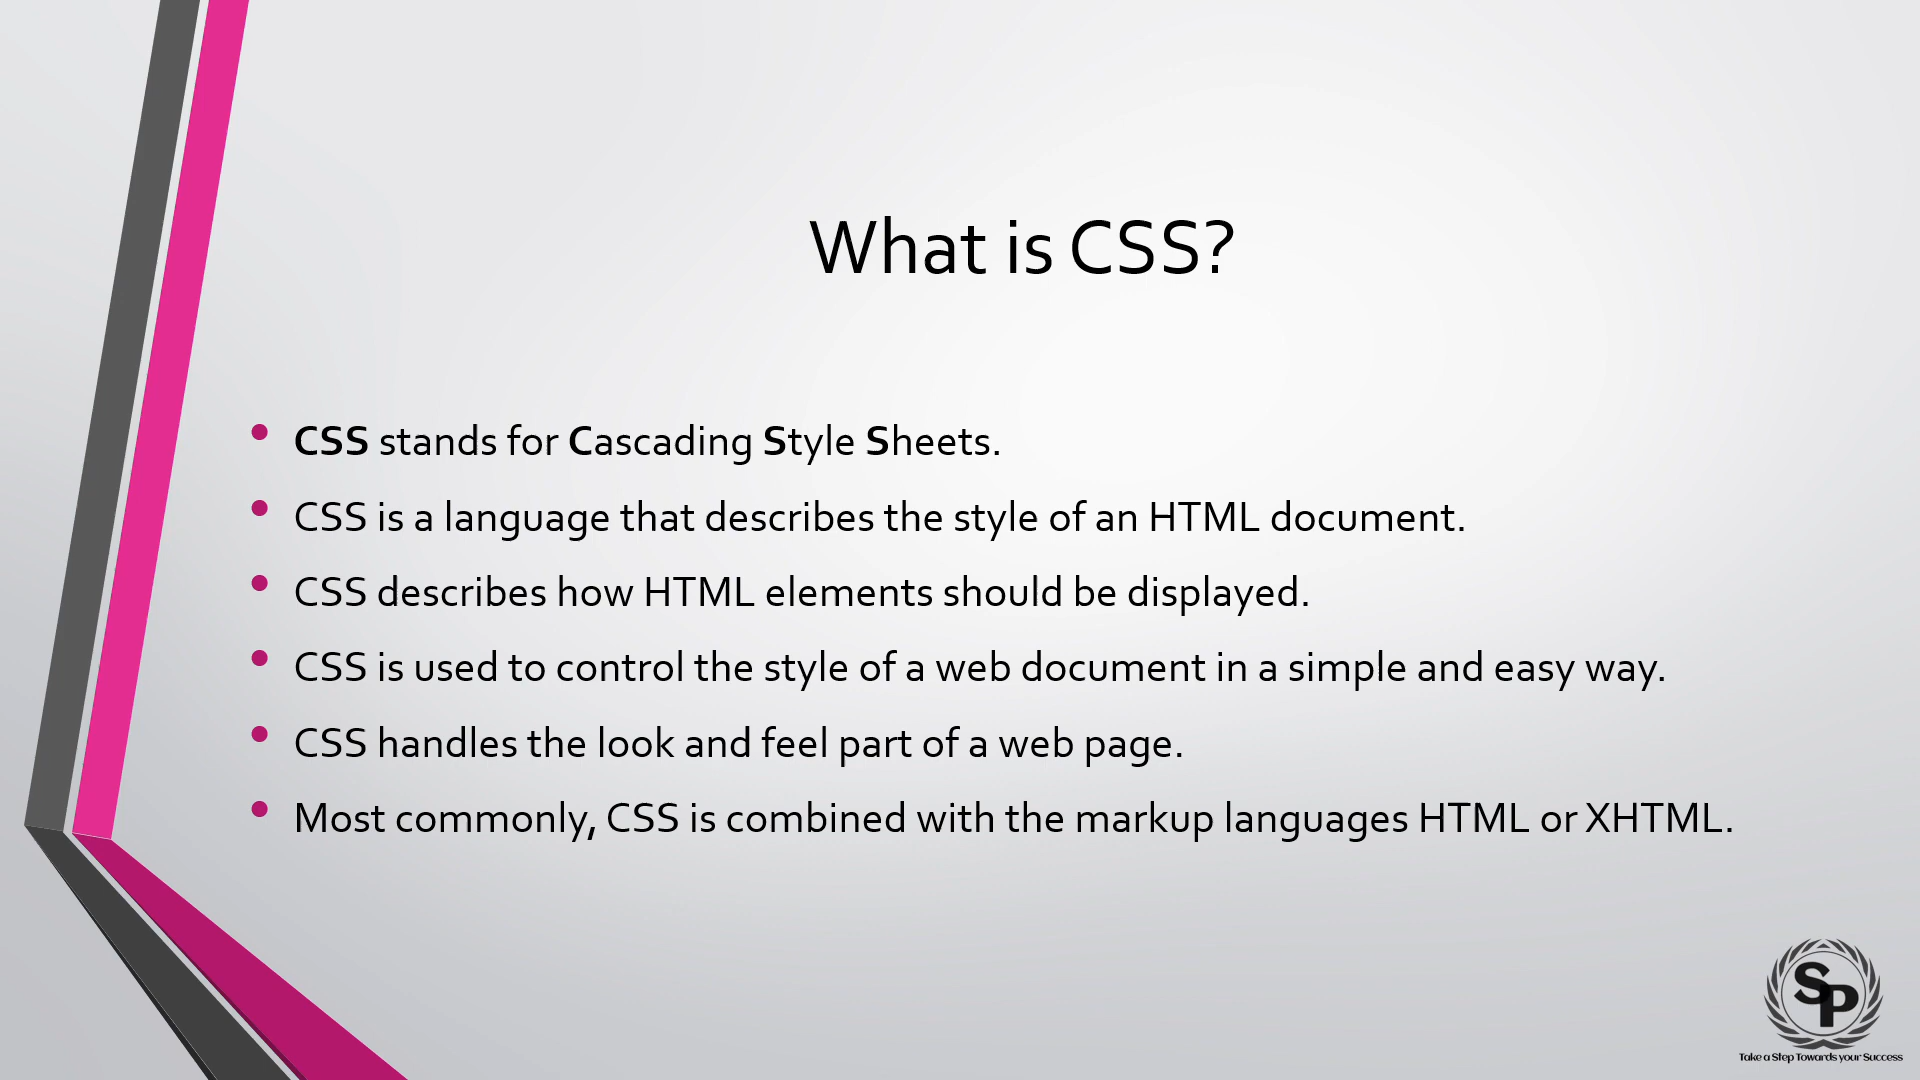 What is CSS?
• CSS stands for Cascading Style Sheets.
• CSS is a language that describes the style of an HTML document.
• CSS describes how HTML elements should be displayed.
• CSS is used to control the style of a web document in a simple and easy way.
• CSS handles the look and feel part of a web page.
• Most commonly, CSS is combined with the markup languages HTML or XHTML.
SP
Take a Step Towards your Success